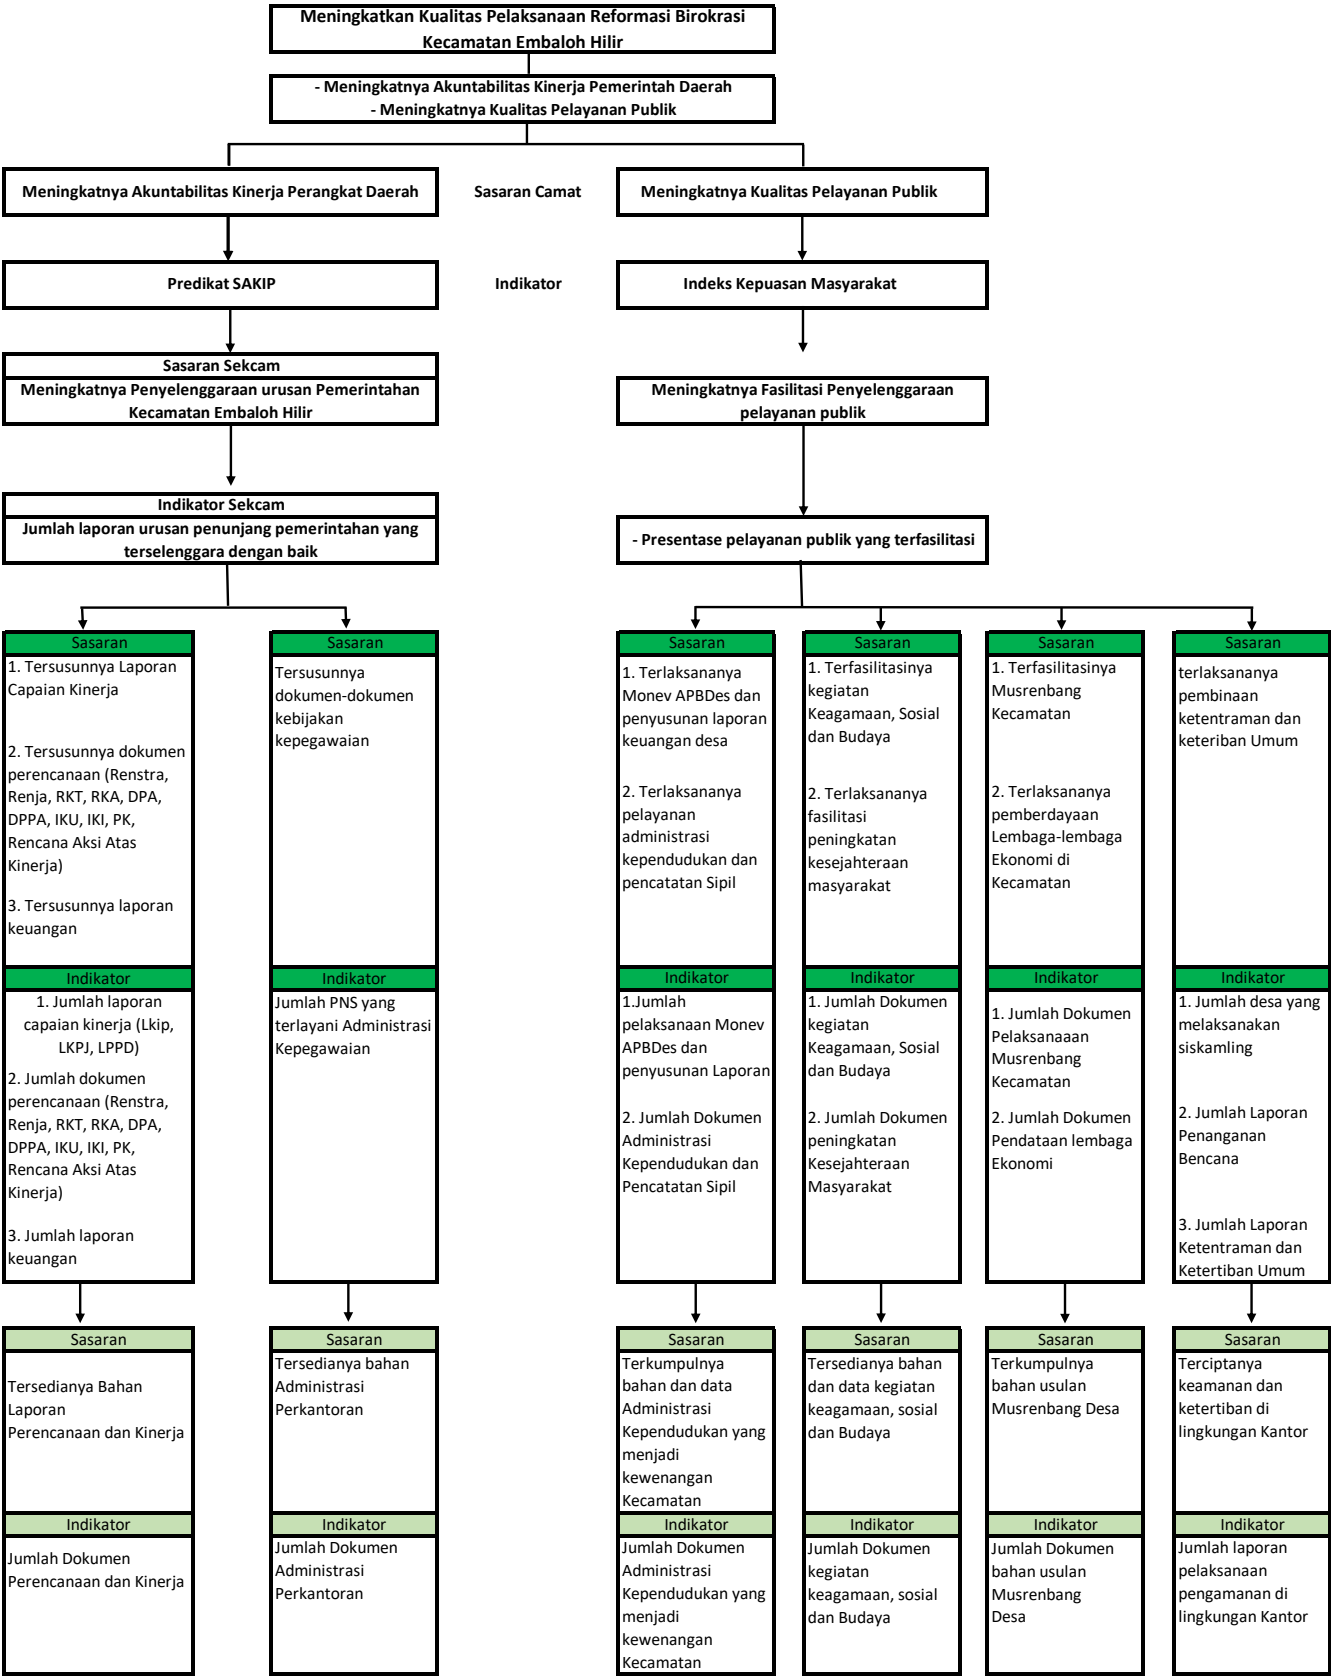 Meningkatkan Kualitas Pelaksanaan Reformasi Birokrasi
Kecamatan Embaloh Hilir
- Meningkatnya Akuntabilitas Kinerja Pemerintah Daerah
- Meningkatnya Kualitas Pelayanan Publik
Meningkatnya Akuntabilitas Kinerja Perangkat Daerah
Sasaran Camat
Meningkatnya Kualitas Pelayanan Publik
Predikat SAKIP
Indikator
Indeks Kepuasan Masyarakat
Sasaran Sekcam
Meningkatnya Penyelenggaraan urusan Pemerintahan
Kecamatan Embaloh Hilir
Meningkatnya Fasilitasi Penyelenggaraan
pelayanan publik
Indikator Sekcam
Jumlah laporan urusan penunjang pemerintahan yang
terselenggara dengan baik
- Presentase pelayanan publik yang terfasilitasi
Sasaran
1. Tersusunnya Laporan
Capaian Kinerja
2. Tersusunnya dokumen
perencanaan (Renstra,
Renja, RKT, RKA, DPA,
DPPA, IKU, IKI, PK,
Rencana Aksi Atas
Kinerja)
3. Tersusunnya laporan
keuangan
Indikator
1. Jumlah laporan
capaian kinerja (Lkip,
LKPJ, LPPD)
2. Jumlah dokumen
perencanaan (Renstra,
Renja, RKT, RKA, DPA,
DPPA, IKU, IKI, PK,
Rencana Aksi Atas
Kinerja)
3. Jumlah laporan
keuangan
Sasaran
Tersusunnya
dokumen-dokumen
kebijakan
kepegawaian
Indikator
Jumlah PNS yang
terlayani Administrasi
Kepegawaian
Sasaran
1. Terlaksananya
Monev APBDes dan
penyusunan laporan
keuangan desa
2. Terlaksananya
pelayanan
administrasi
kependudukan dan
pencatatan Sipil
Indikator
1.Jumlah
pelaksanaan Monev
APBDes dan
penyusunan Laporan
2. Jumlah Dokumen
Administrasi
Kependudukan dan
Pencatatan Sipil
Sasaran
1. Terfasilitasinya
kegiatan
Keagamaan, Sosial
dan Budaya
2. Terlaksananya
fasilitasi
peningkatan
kesejahteraan
masyarakat
Indikator
1. Jumlah Dokumen
kegiatan
Keagamaan, Sosial
dan Budaya
2. Jumlah Dokumen
peningkatan
Kesejahteraan
Masyarakat
Sasaran
1. Terfasilitasinya
Musrenbang
Kecamatan
2. Terlaksananya
pemberdayaan
Lembaga-lembaga
Ekonomi di
Kecamatan
Indikator
1. Jumlah Dokumen
Pelaksanaaan
Musrenbang
Kecamatan
2. Jumlah Dokumen
Pendataan lembaga
Ekonomi
Sasaran
terlaksananya
pembinaan
ketentraman dan
keteriban Umum
Indikator
1. Jumlah desa yang
melaksanakan
siskamling
2. Jumlah Laporan
Penanganan
Bencana
3. Jumlah Laporan
Ketentraman dan
Ketertiban Umum
Sasaran
Tersedianya Bahan
Laporan
Perencanaan dan Kinerja
Indikator
Jumlah Dokumen
Perencanaan dan Kinerja
Sasaran
Tersedianya bahan
Administrasi
Perkantoran
Indikator
Jumlah Dokumen
Administrasi
Perkantoran
Sasaran
Terkumpulnya
bahan dan data
Administrasi
Kependudukan yang
menjadi
kewenangan
Kecamatan
Indikator
Jumlah Dokumen
Administrasi
Kependudukan yang
menjadi
kewenangan
Kecamatan
Sasaran
Tersedianya bahan
dan data kegiatan
keagamaan, sosial
dan Budaya
Indikator
Jumlah Dokumen
kegiatan
keagamaan, sosial
dan Budaya
Sasaran
Terkumpulnya
bahan usulan
Musrenbang Desa
Indikator
Jumlah Dokumen
bahan usulan
Musrenbang
Desa
Sasaran
Terciptanya
keamanan dan
ketertiban di
lingkungan Kantor
Indikator
Jumlah laporan
pelaksanaan
pengamanan di
lingkungan Kantor